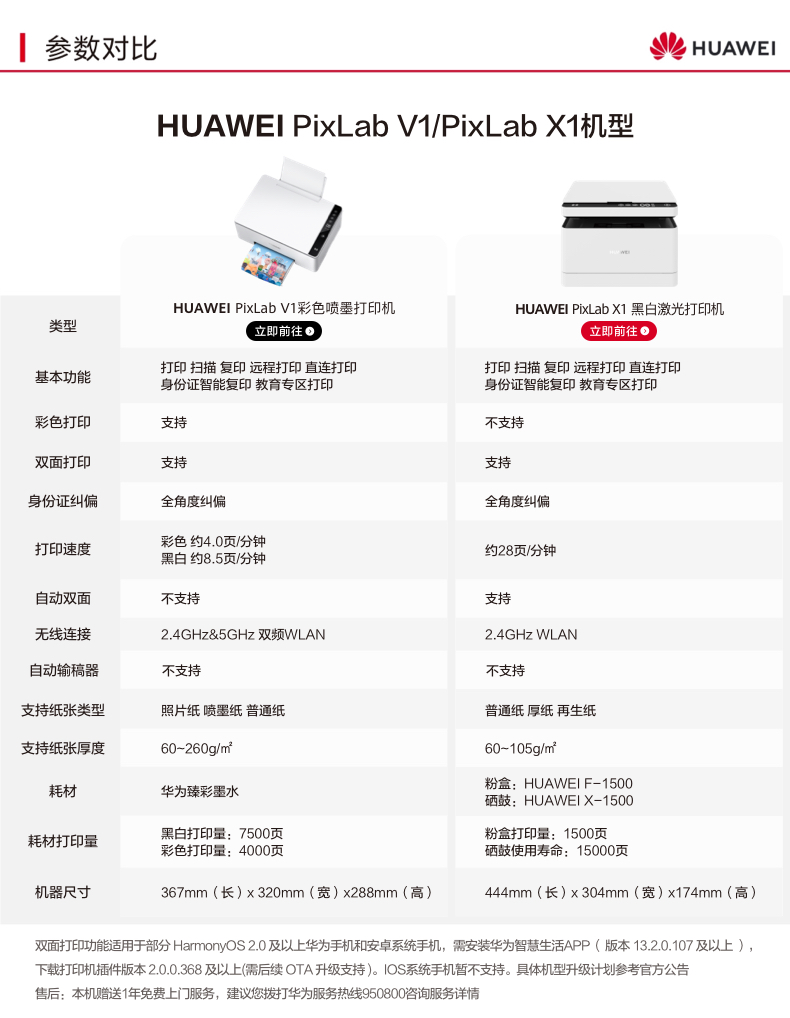 参数对比
HUAWEI
HUAWEI PixLab V1/PixLab X1机型
HUAWEI PixLab V1彩色喷墨打印机
HUAWEI PixLab X1 黑白激光打印机
类型
立即前往
立即前往
基本功能
打印 扫描 复印 远程打印 直连打印
身份证智能复印 教育专区打印
打印 扫描 复印 远程打印 直连打印
身份证智能复印 教育专区打印
彩色打印
支持
不支持
双面打印
支持
支持
身份证纠偏
全角度纠偏
全角度纠偏
打印速度
彩色 约4.0页/分钟
黑白 约8.5页/分钟
约28页/分钟
自动双面
不支持
支持
无线连接
2.4GHz&5GHz 双频WLAN
2.4GHz WLAN
自动输稿器
不支持
不支持
支持纸张类型
照片纸 喷墨纸 普通纸
普通纸 厚纸 再生纸
支持纸张厚度
60~260g/㎡
60~105g/㎡
耗材
华为臻彩墨水
粉盒：HUAWEI F-1500
硒鼓：HUAWEI X-1500
耗材打印量
黑白打印量：7500页
彩色打印量：4000页
粉盒打印量：1500页
硒鼓使用寿命：15000页
机器尺寸
367mm（长）x 320mm（宽）x288mm（高）
444mm（长）x 304mm（宽）x174mm（高）
双面打印功能适用于部分 HarmonyOS 2.0 及以上华为手机和安卓系统手机，需安装华为智慧生活APP（ 版本 13.2.0.107 及以上 ），
下载打印机插件版本 2.0.0.368 及以上(需后续 OTA 升级支持 )。IOS系统手机暂不支持。具体机型升级计划参考官方公告
售后：本机赠送1年免费上门服务，建议您拨打华为服务热线950800咨询服务详情